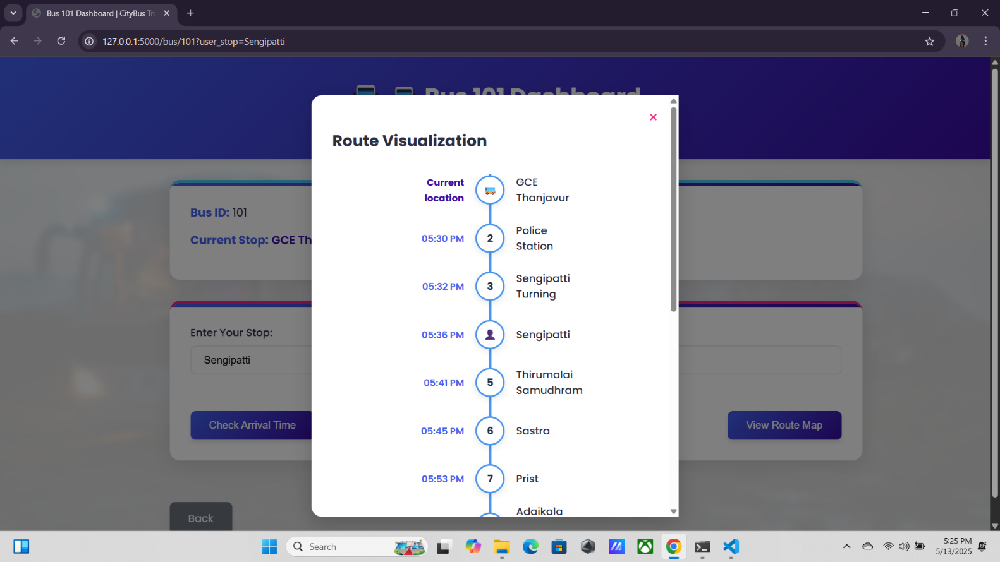 Bus 101 Dashboard | CityBus Tr
127.0.0.1:5000/bus/101?user_stop=Sengipatti
Bus 101 Dashboard
Route Visualization
Current
location
GCE
Thanjavur
Bus ID: 101
05:30 PM
2
Police
Station
Current Stop: GCE Th
05:32 PM
3
Sengipatti
Turning
Enter Your Stop:
05:36 PM
Sengipatti
Sengipatti
05:41 PM
5
Thirumalai
Samudhram
Check Arrival Time
05:45 PM
6
Sastra
View Route Map
05:53 PM
7
Prist
Adaikala
Back
Search
5:25 PM
5/13/2025